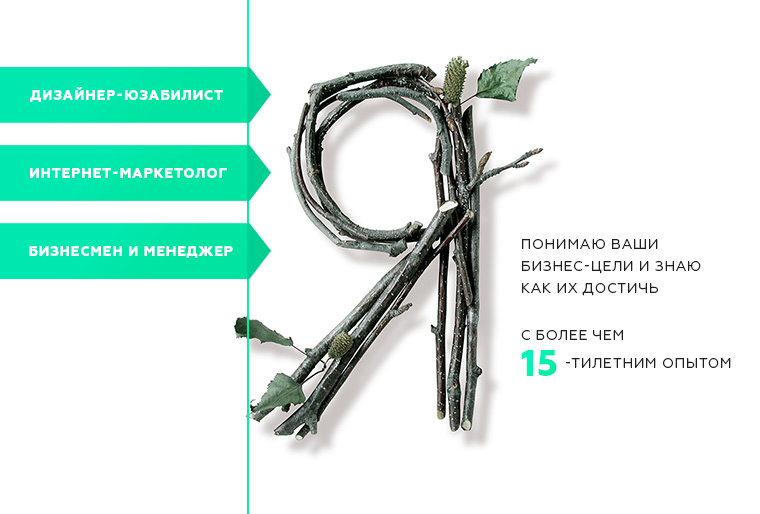 ДИЗАЙНЕР-ЮЗАБИЛИСТ
ИНТЕРНЕТ-МАРКЕТОЛОГ
БИЗНЕСМЕН И МЕНЕДЖЕР
Я
ПОНИМАЮ ВАШИ
БИЗНЕС-ЦЕЛИ И ЗНАЮ
КАК ИХ ДОСТИЧЬ
С БОЛЕЕ ЧЕМ
15 -ТИЛЕТНИМ ОПЫТОМ